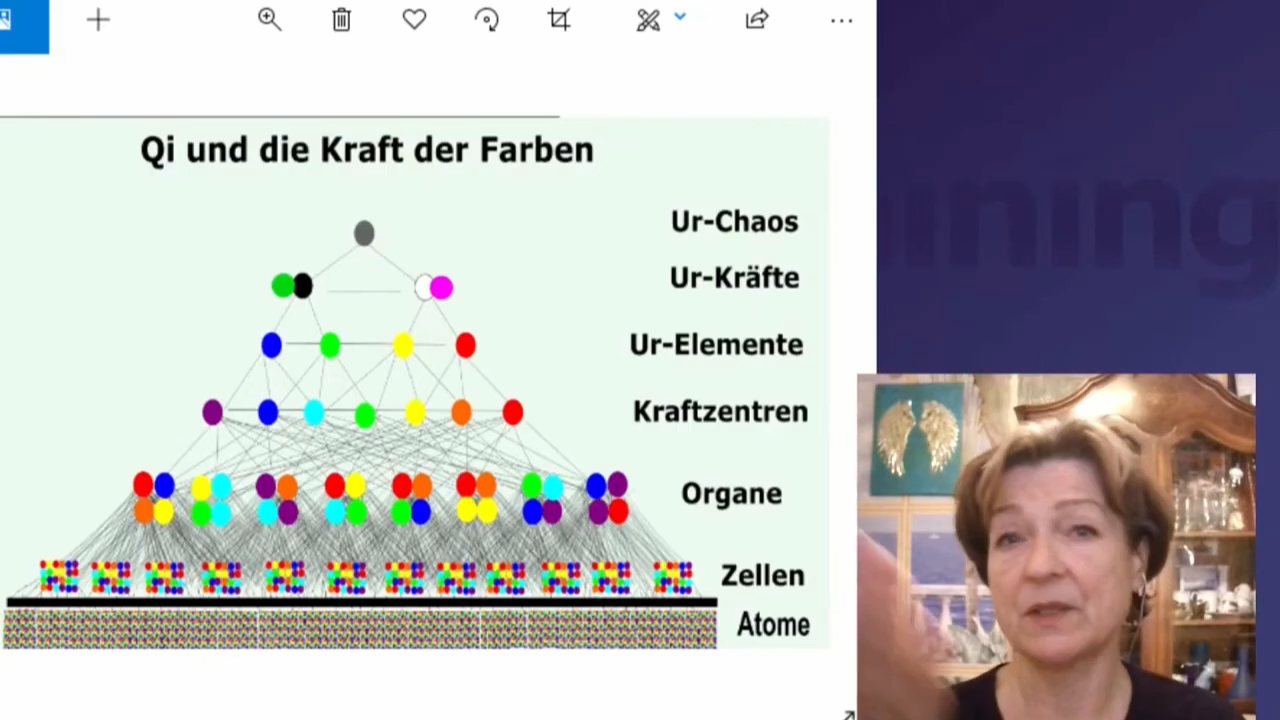 Qi und die Kraft der Farben
Ur-Chaos
Ur-Kräfte
Ur-Elemente
Kraftzentren
Organe
Zellen
Atome